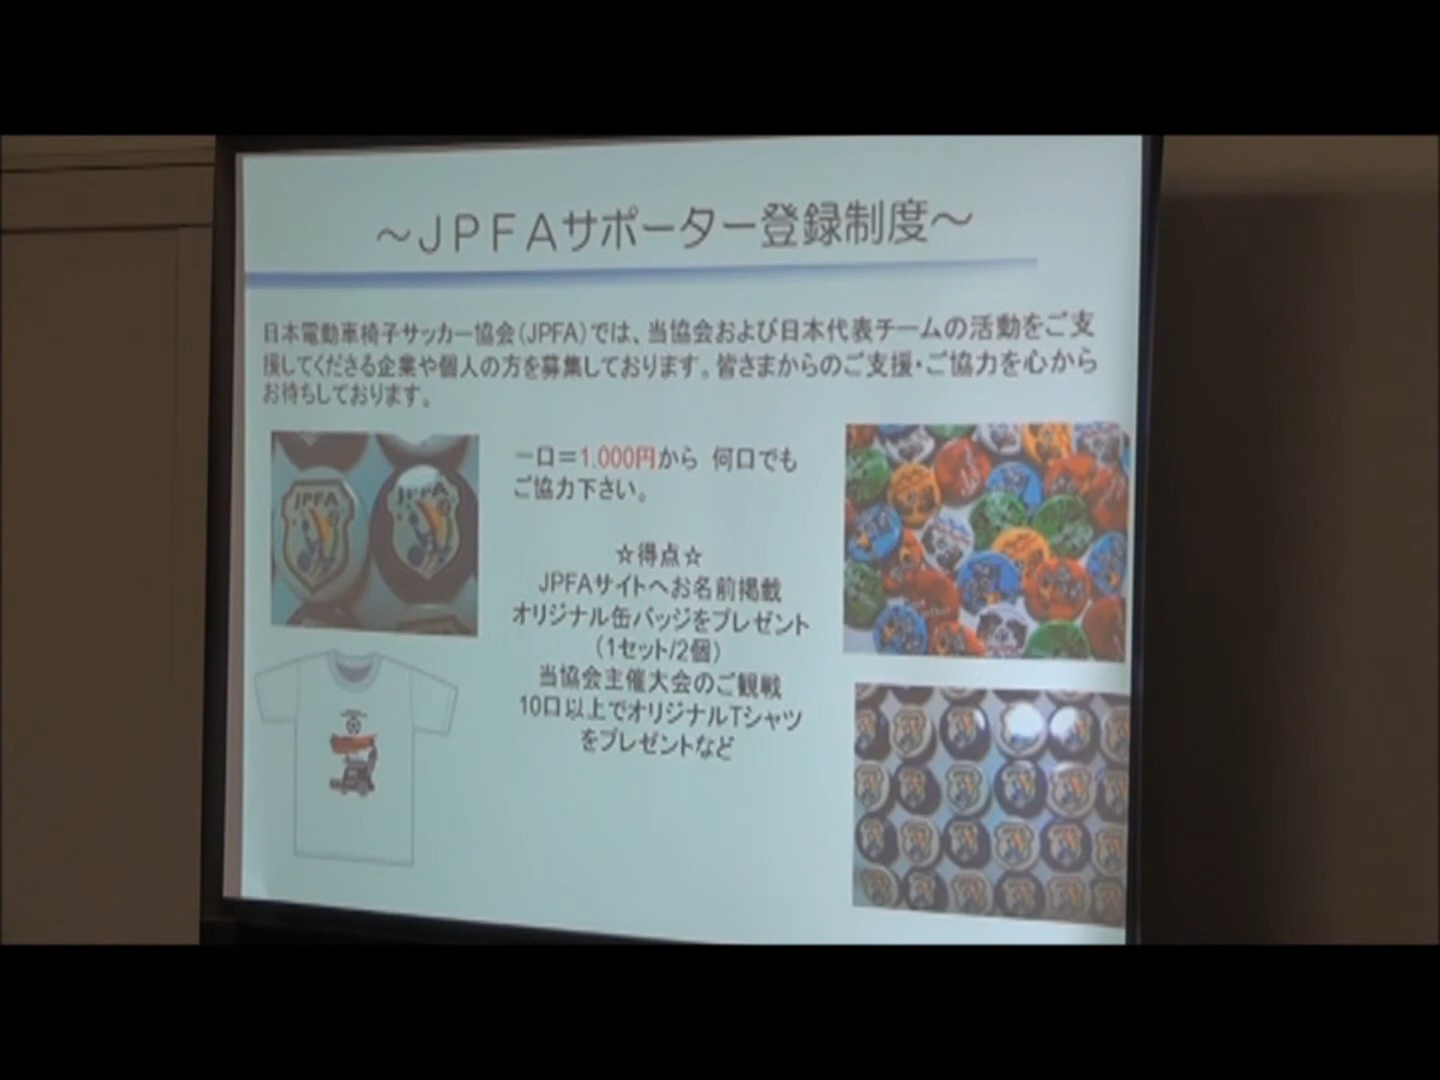 ～ＪＰＦＡサポーター登録制度～
日本電動車椅子サッカー協会（JPFA）では、当協会および日本代表チームの活動をご支
援してくださる企業や個人の方を募集しております。皆さまからのご支援・ご協力を心から
お待ちしております。
一口＝1,000円から 何口でも
ご協力下さい。
☆得点☆
JPFAサイトへお名前掲載
オリジナル缶バッジをプレゼント
（1セット/2個）
当協会主催大会のご観戦
10口以上でオリジナルTシャツ
をプレゼントなど
JPFA
JPFA